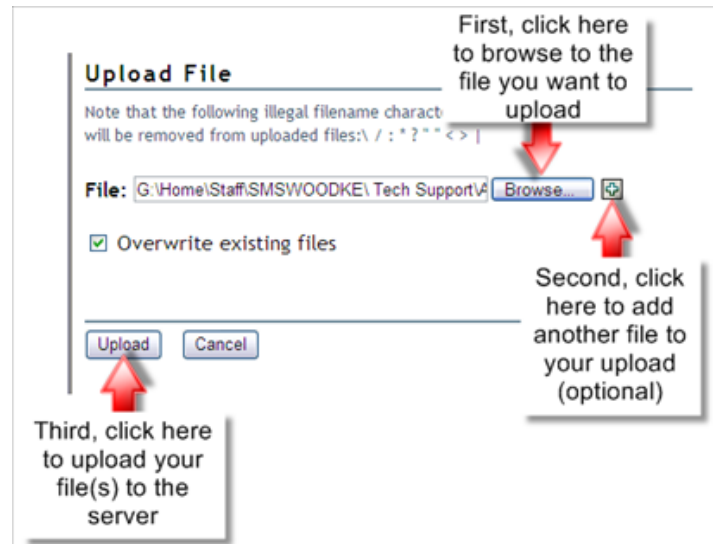 First, click here
to browse to the
file you want to
upload
Upload File
Note that the following illegal filename
will be removed from uploaded files:\ / : * ? " " < > |
File: G:\Home\Staff\SMSWOODKE\ Tech Support\A Browse...
Overwrite existing files
Second, click
here to add
another file to
your upload
(optional)
Upload Cancel
Third, click here
to upload your
file(s) to the
server